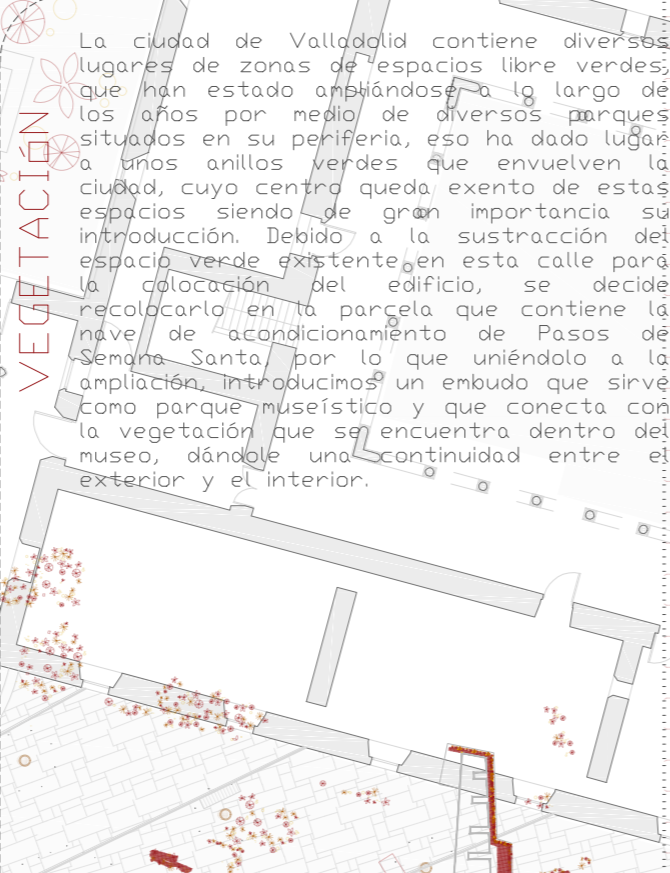 VEGETACIÓN
La ciudad de Valladolid contiene diversos
lugares de zonas de espacios libre verdes,
que han estado ampliándose a lo largo de
los años por medio de diversos parques
situados en su periferia, eso ha dado lugar
a unos anillos verdes que envuelven la
ciudad, cuyo centro queda exento de estas
espacios siendo de gran importancia su
introducción. Debido a la sustracción del
espacio verde existente en esta calle para
la colocación del edificio, se decide
recolocarlo en la parcela que contiene la
nave de acondicionamiento de Pasos de
Semana Santa, por lo que uniéndolo a la
ampliación, introducimos un embudo que sirve
como parque museístico y que conecta con
la vegetación que se encuentra dentro del
museo, dándole una continuidad entre el
exterior y el interior.